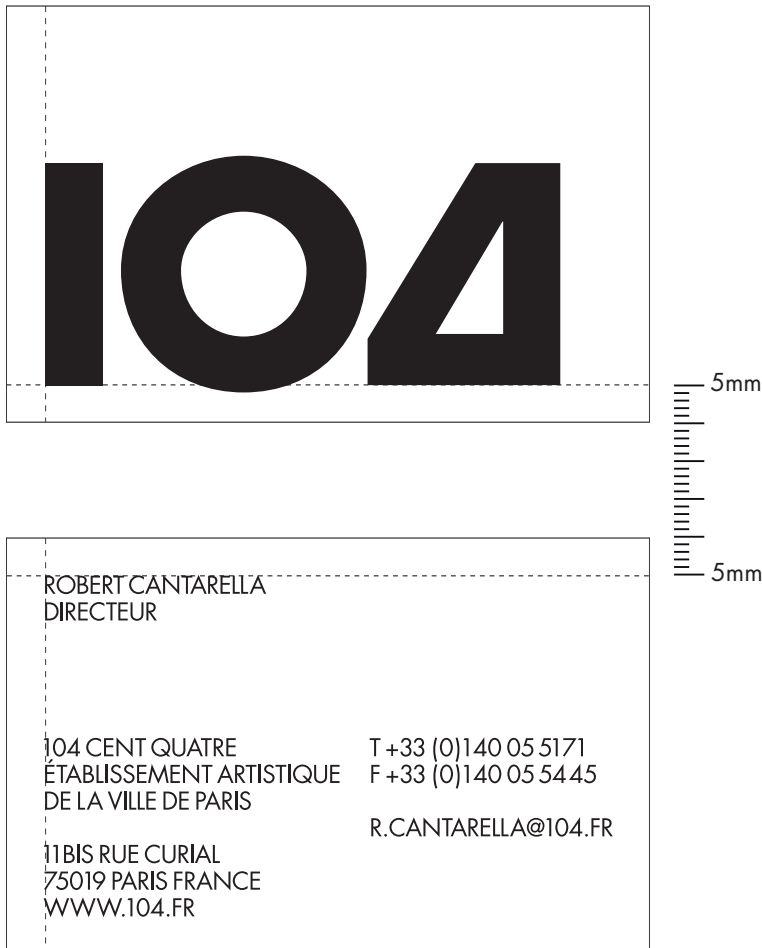 104
5mm
5mm
ROBERT CANTARELLA
DIRECTEUR
104 CENT QUATRE
ÉTABLISSEMENT ARTISTIQUE
DE LA VILLE DE PARIS
11BIS RUE CURIAL
75019 PARIS FRANCE
WWW.104.FR
T +33 (0)140 05 5171
F +33 (0)140 05 54 45
R.CANTARELLA@104.FR